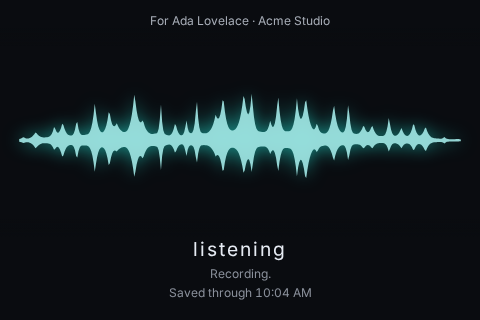 For Ada Lovelace · Acme Studio
listening
Recording.
Saved through 10:04 AM